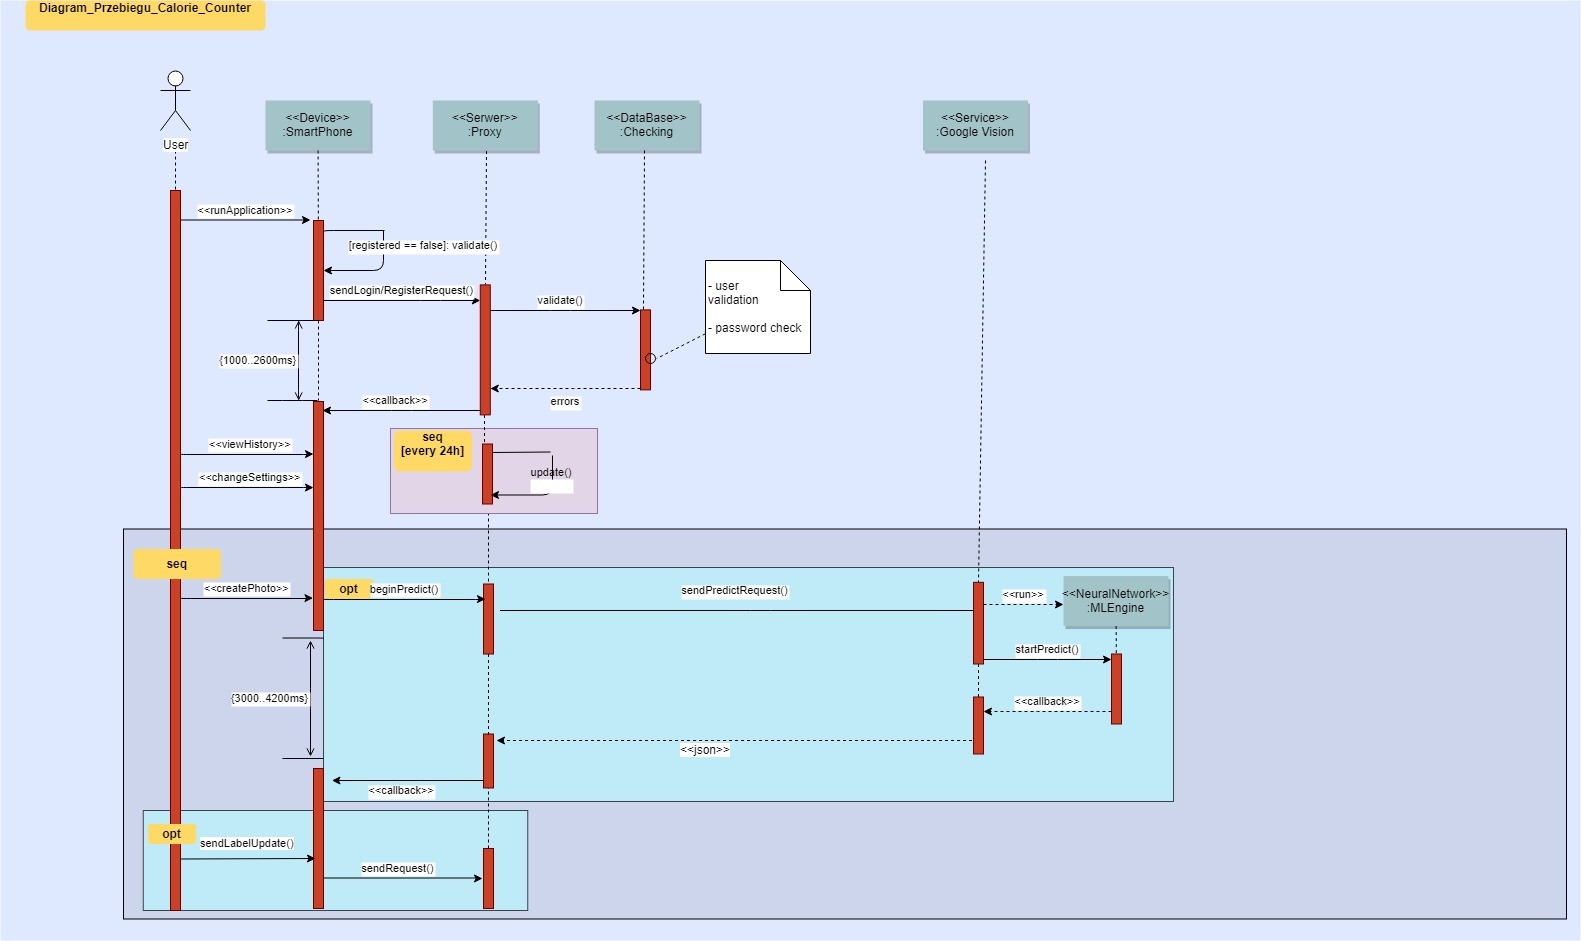 Diagram_Przebiegu_Calorie_Counter
User
<<Device>>
:SmartPhone
<<Serwer>>
:Proxy
<<DataBase>>
:Checking
<<Service>>
:Google Vision
<<runApplication>>
[registered == false]: validate()
sendLogin/RegisterRequest()
validate()
- user
validation
- password check
{1000..2600ms}
<<callback>>
errors
<<viewHistory>>
<<changeSettings>>
seq
[every 24h]
update()
seq
<<createPhoto>>
opt
beginPredict()
sendPredictRequest()
<<run>>
<<NeuralNetwork>>
:MLEngine
startPredict()
{3000..4200ms}
<<callback>>
<<json>>
<<callback>>
opt
sendLabelUpdate()
sendRequest()